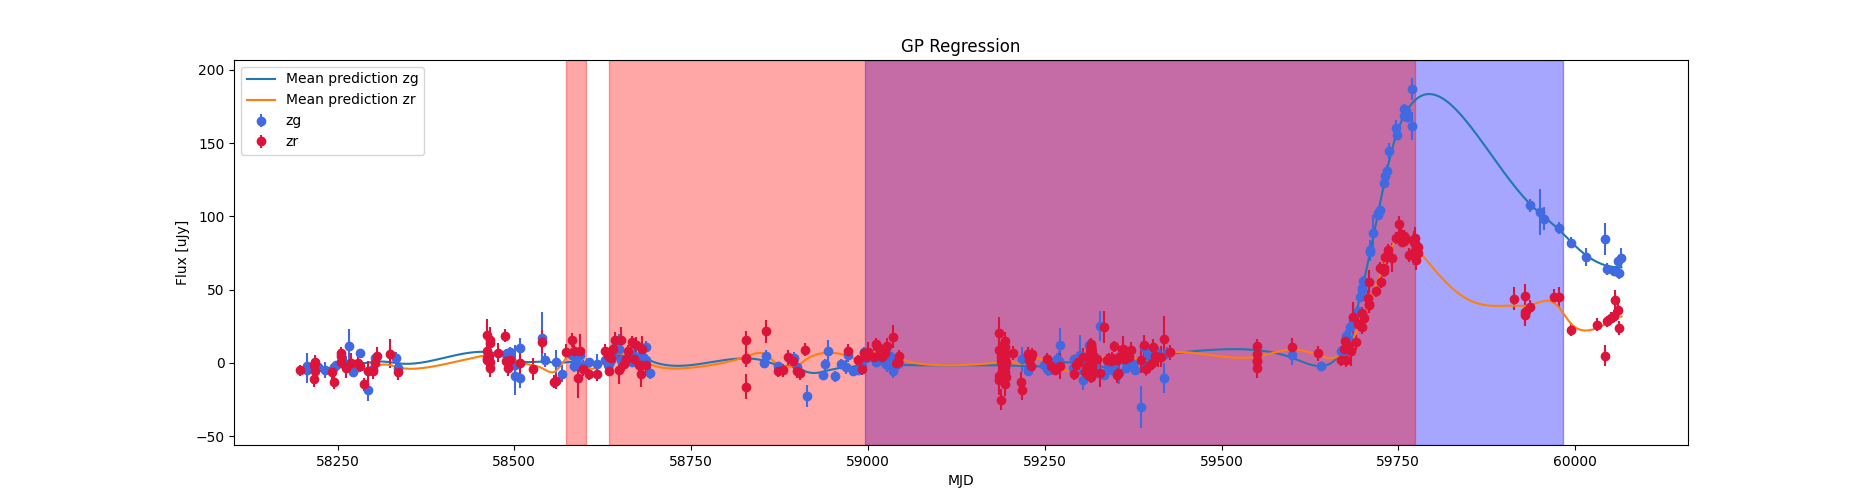 GP Regression
200
150
100
50
0
−50
Flux [uJy]
Mean prediction zg
Mean prediction zr
zg
zr
58250 58500 58750 59000 59250 59500 59750 60000
MJD